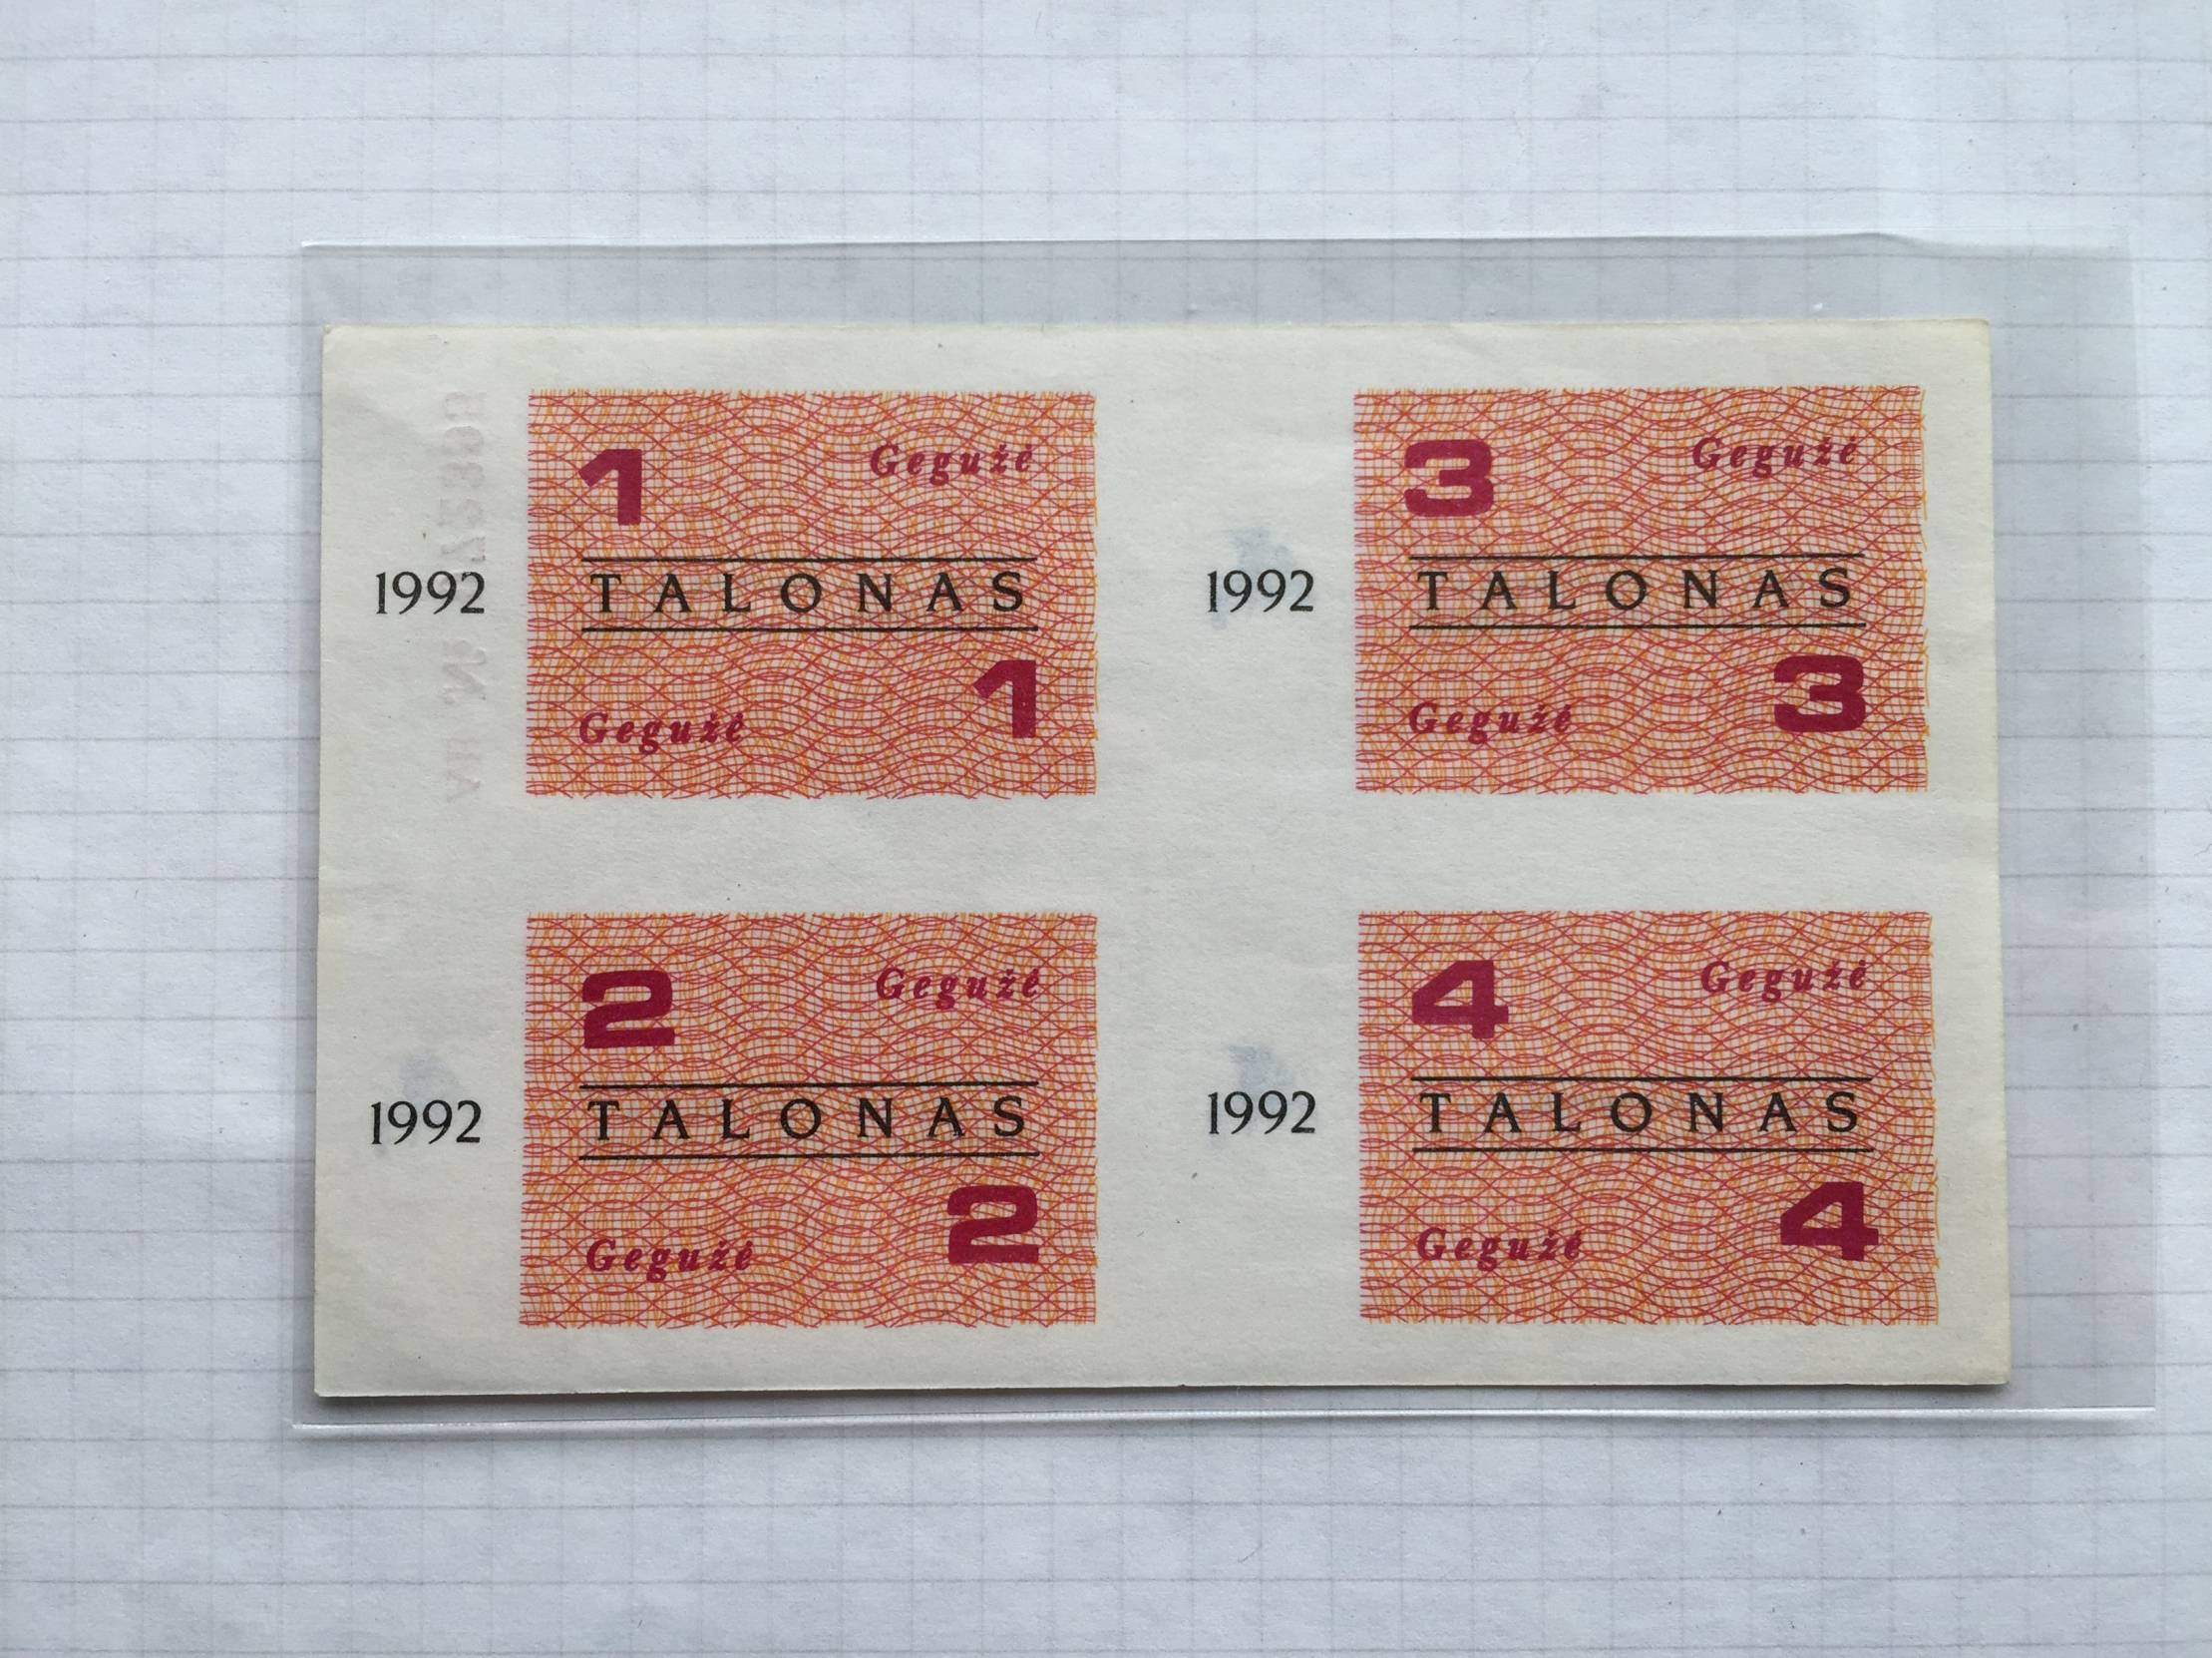 1 Gegužė
1992 TALONAS
Gegužė 1
3 Gegužė
1992 TALONAS
Gegužė 3
2 Gegužė
1992 TALONAS
Gegužė 2
4 Gegužė
1992 TALONAS
Gegužė 4